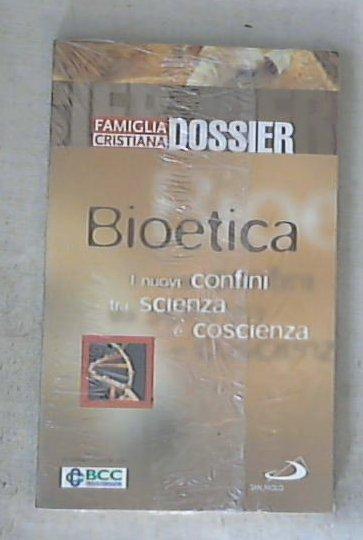 FAMIGLIA
CRISTIANA
DOSSIER
Bioetica
I nuovi confini
tra scienza
e coscienza
BCC
SAN PAOLO